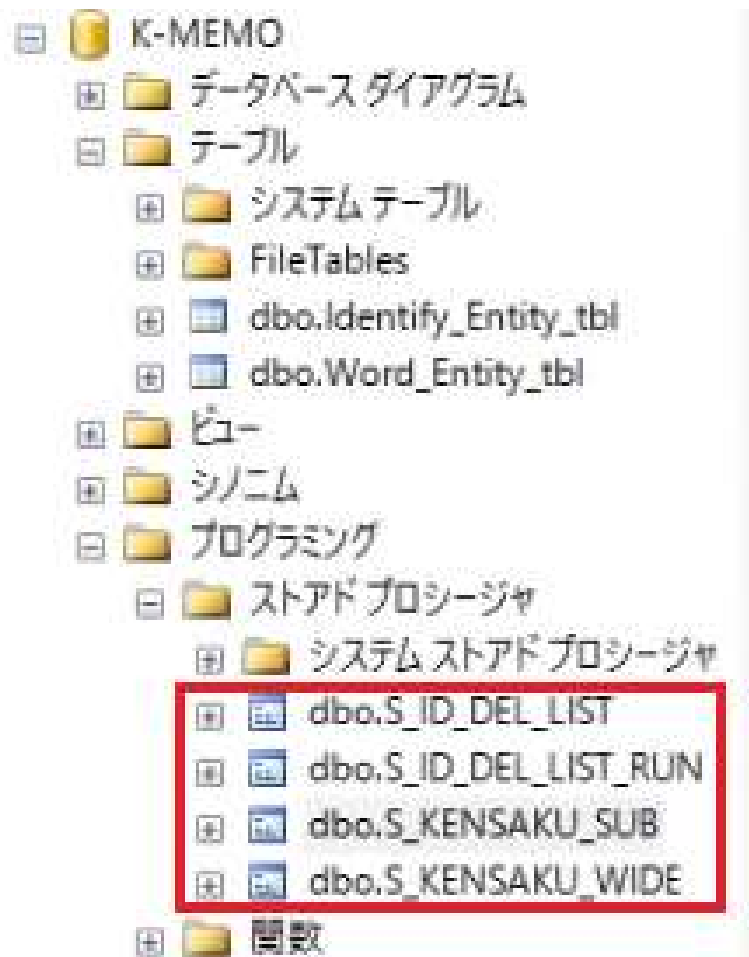 K-MEMO
データベース ダイアグラム
テーブル
システム テーブル
FileTables
dbo.Identify_Entity_tbl
dbo.Word_Entity_tbl
ビュー
シノニム
プログラミング
ストアド プロシージャ
システム ストアド プロシージャ
dbo.S_ID_DEL_LIST
dbo.S_ID_DEL_LIST_RUN
dbo.S_KENSAKU_SUB
dbo.S_KENSAKU_WIDE
関数